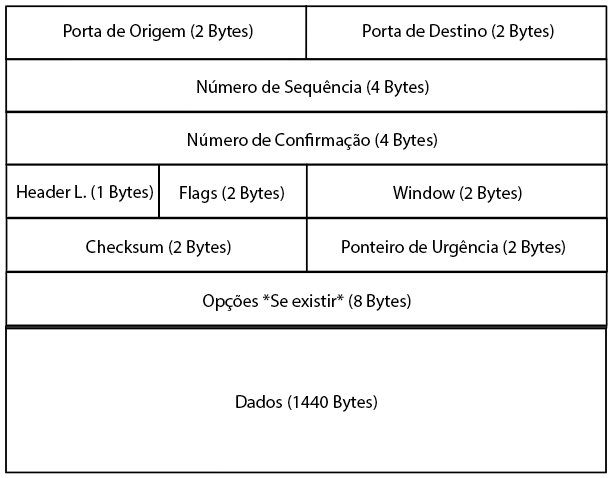 Porta de Origem (2 Bytes)
Porta de Destino (2 Bytes)
Número de Sequência (4 Bytes)
Número de Confirmação (4 Bytes)
Header L. (1 Bytes)
Flags (2 Bytes)
Window (2 Bytes)
Checksum (2 Bytes)
Ponteiro de Urgência (2 Bytes)
Opções *Se existir* (8 Bytes)
Dados (1440 Bytes)